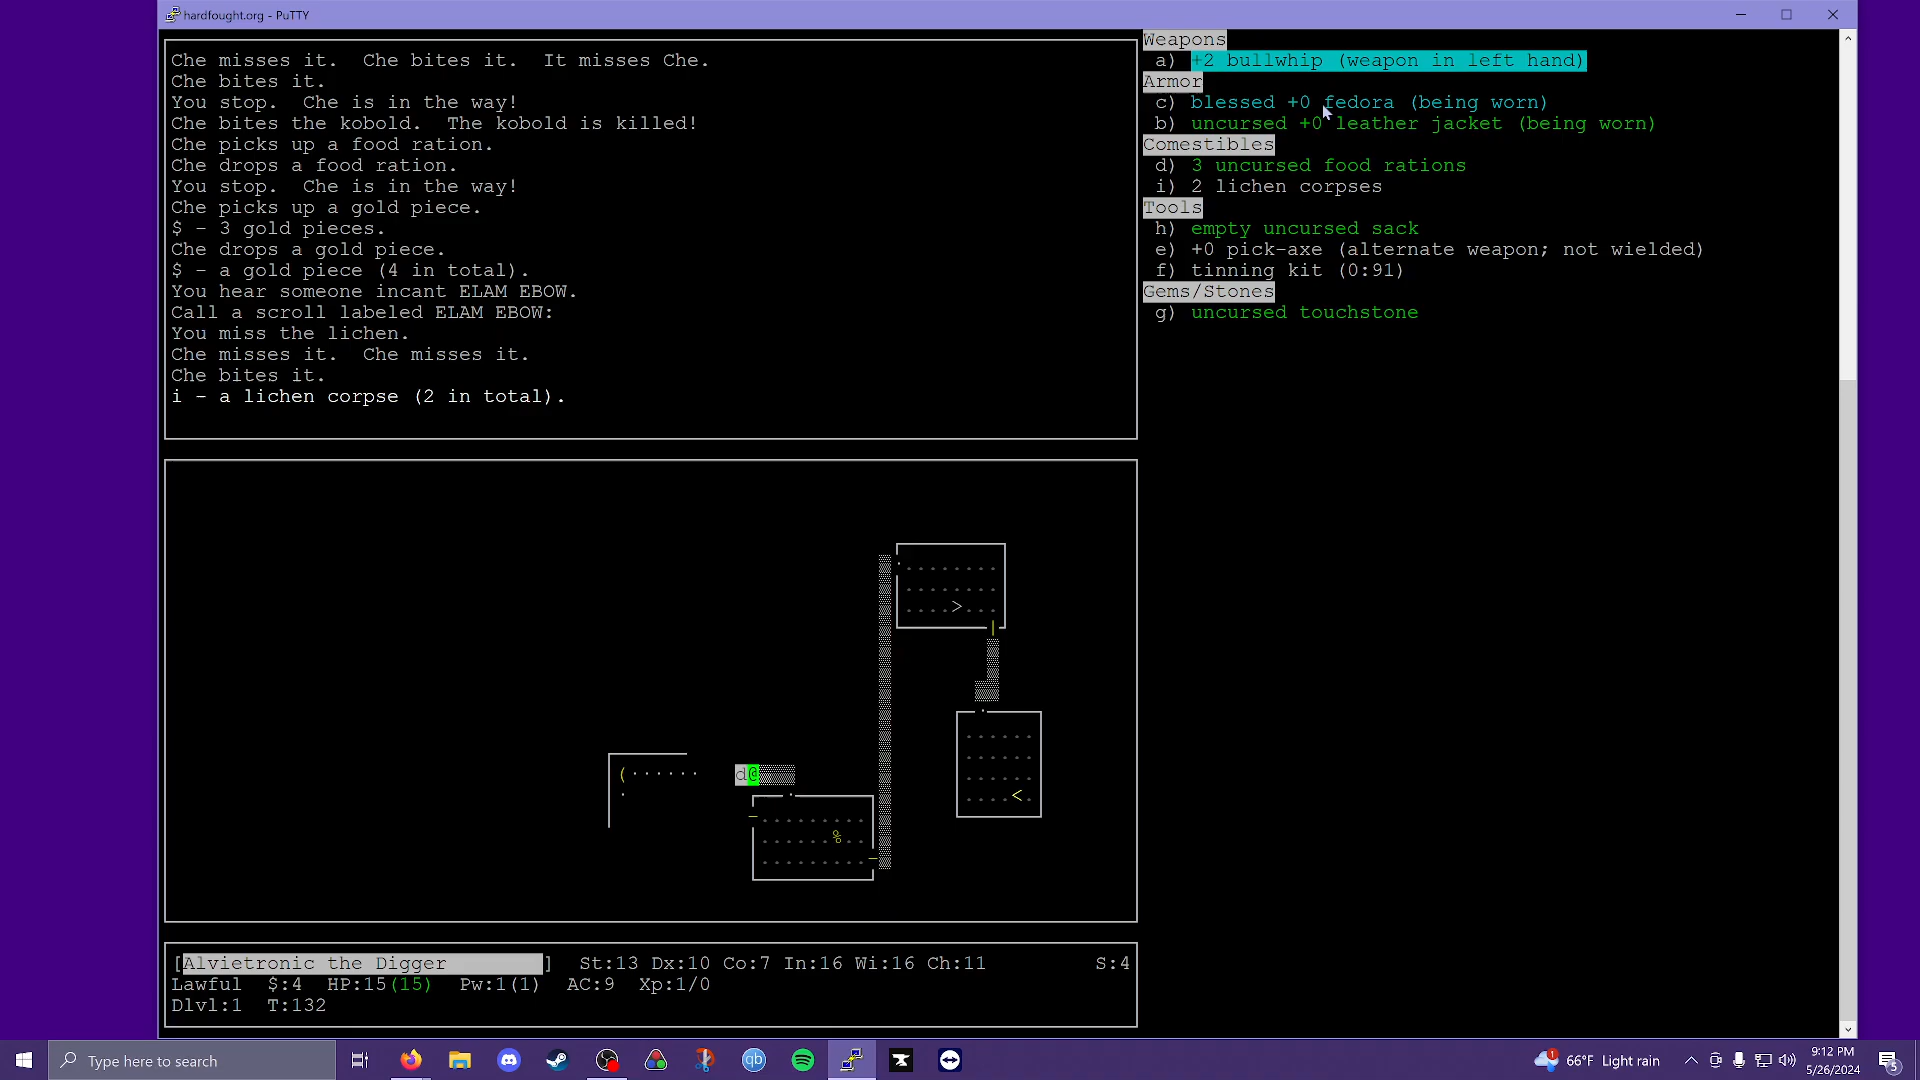 hardfought.org - PuTTY
Che misses it.  Che bites it.  It misses Che.
Che bites it.
You stop.  Che is in the way!
Che bites the kobold.  The kobold is killed!
Che picks up a food ration.
Che drops a food ration.
You stop.  Che is in the way!
Che picks up a gold piece.
$ - 3 gold pieces.
Che drops a gold piece.
$ - a gold piece (4 in total).
You hear someone incant ELAM EBOW.
Call a scroll labeled ELAM EBOW:
You miss the lichen.
Che misses it.  Che misses it.
Che bites it.
i - a lichen corpse (2 in total).
Weapons
a) +2 bullwhip (weapon in left hand)
Armor
c) blessed +0 fedora (being worn)
b) uncursed +0 leather jacket (being worn)
Comestibles
d) 3 uncursed food rations
i) 2 lichen corpses
Tools
h) empty uncursed sack
e) +0 pick-axe (alternate weapon; not wielded)
f) tinning kit (0:91)
Gems/Stones
g) uncursed touchstone
>
(
d@
<
%
[Alvietronic the Digger] St:13 Dx:10 Co:7 In:16 Wi:16 Ch:11 S:4
Lawful $:4 HP:15(15) Pw:1(1) AC:9 Xp:1/0
Dlvl:1 T:132
Type here to search
qb
66°F Light rain
9:12 PM
5/26/2024
5